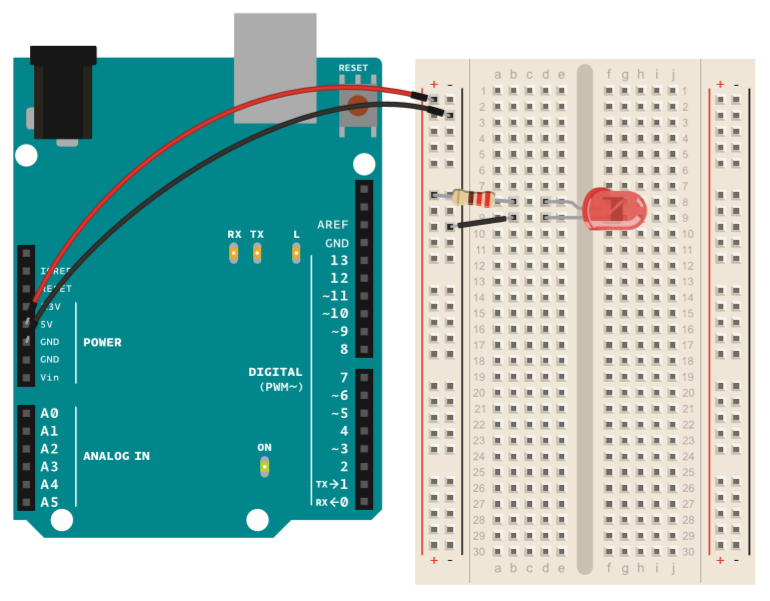 RESET
RX TX L
AREF
GND
13
12
~11
~10
~9
8
DIGITAL
(PWM~)
7
~6
~5
4
~3
2
TX→1
RX←0
ON
5V
GND
GND
Vin
POWER
A0
A1
A2
A3
A4
A5
ANALOG IN
+ - a b c d e f g h i j + -
1 1
2 2
3 3
4 4
5 5
6 6
7 7
8 8
9 9
10 10
11 11
12 12
13 13
14 14
15 15
16 16
17 17
18 18
19 19
20 20
21 21
22 22
23 23
24 24
25 25
26 26
27 27
28 28
29 29
30 30
+ - a b c d e f g h i j + -